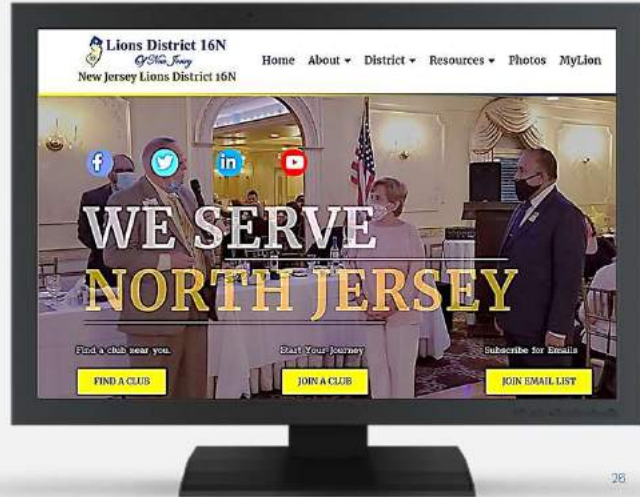 Lions District 16N
Of New Jersey
New Jersey Lions District 16N
Home About District Resources Photos MyLion
WE SERVE
NORTH JERSEY
Find a club near you.
Start Your Journey
Subscribe for Emails
FIND A CLUB
JOIN A CLUB
JOIN EMAIL LIST
26